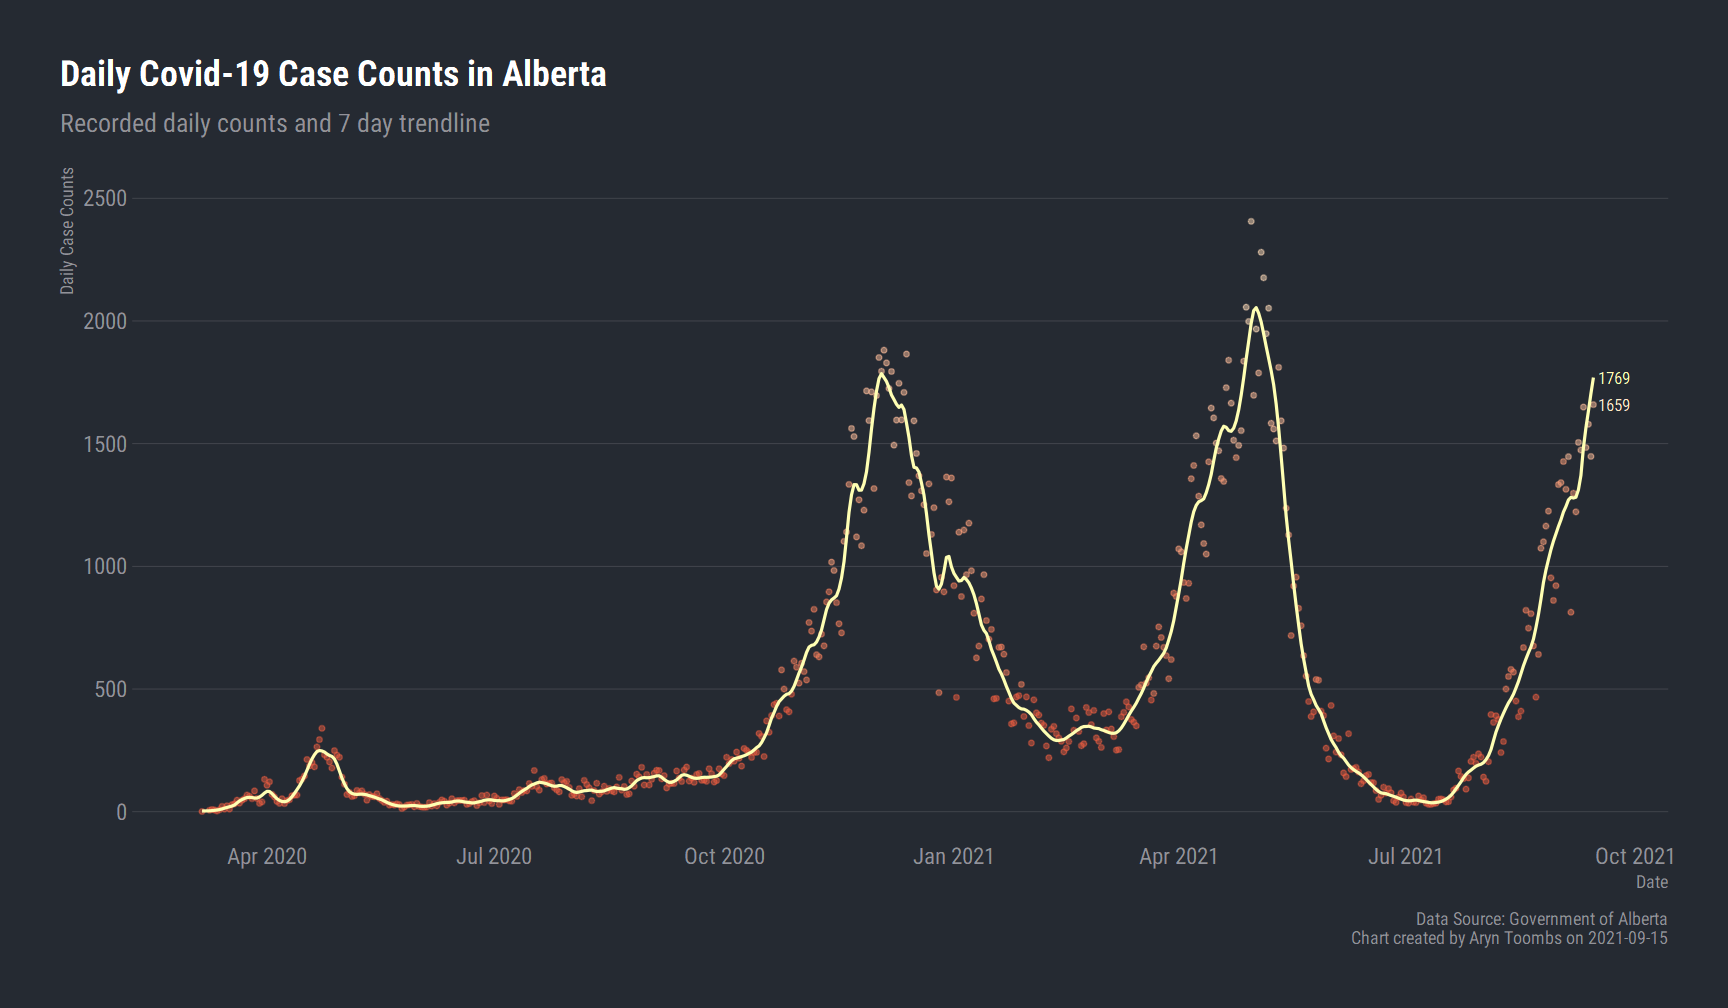 Daily Covid-19 Case Counts in Alberta
Recorded daily counts and 7 day trendline
Daily Case Counts
2500
2000
1500
1000
500
0
1769
1659
Apr 2020
Jul 2020
Oct 2020
Jan 2021
Apr 2021
Jul 2021
Oct 2021
Date
Data Source: Government of Alberta
Chart created by Aryn Toombs on 2021-09-15